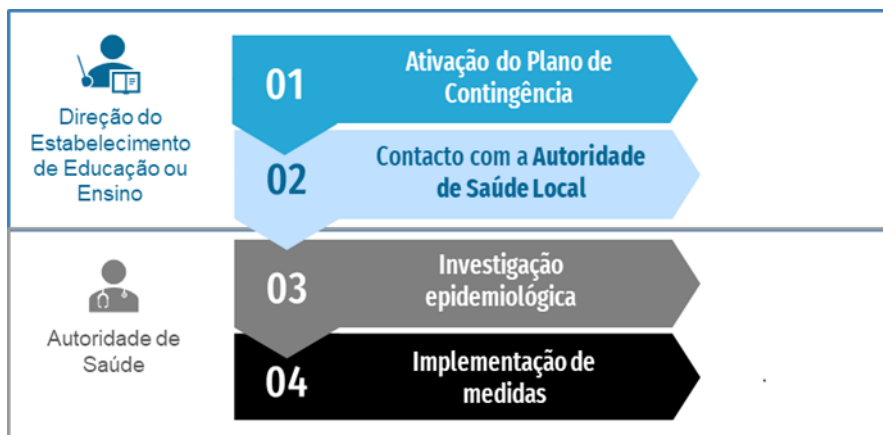 Direção do
Estabelecimento
de Educação ou
Ensino
01
Ativação do Plano de
Contingência
02
Contacto com a Autoridade
de Saúde Local
Autoridade de
Saúde
03
Investigação
epidemiológica
04
Implementação de
medidas
.